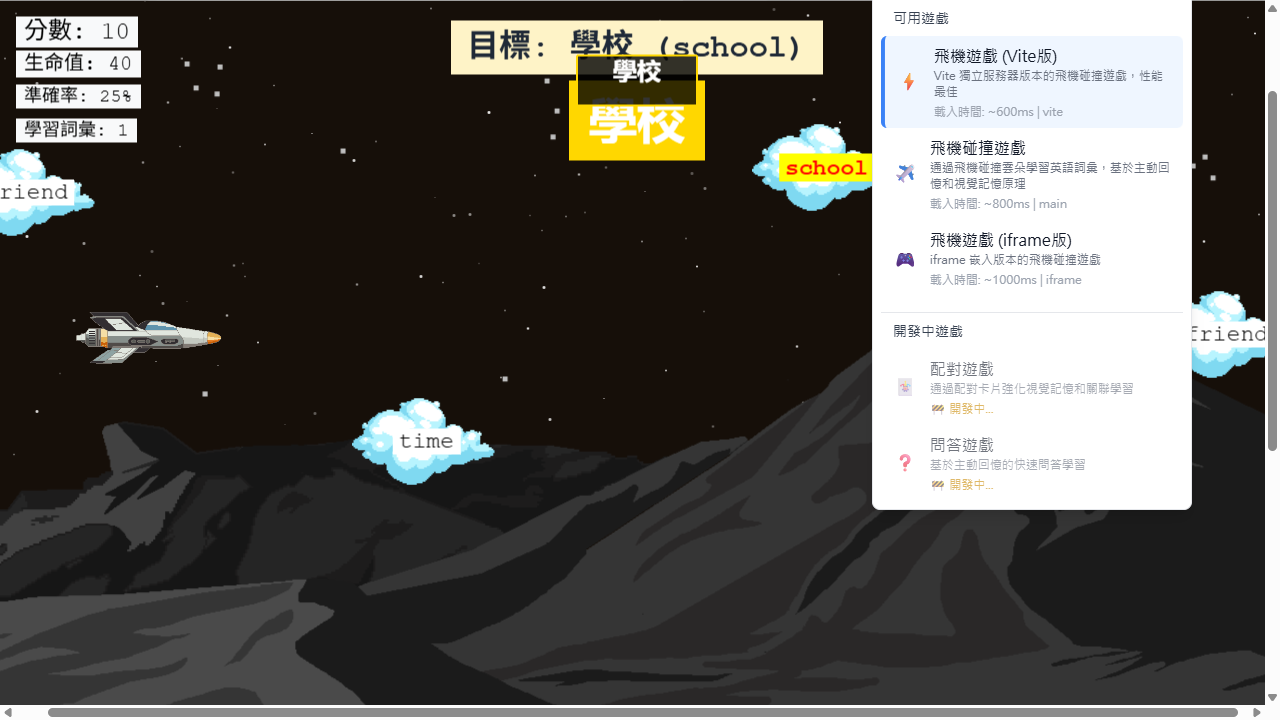 分數: 10
生命值: 40
準確率: 25%
學習詞彙: 1
目標: 學校 (school)
學校
學校
riend
school
time
friend
可用遊戲
飛機遊戲 (Vite版)
Vite 獨立服務器版本的飛機碰撞遊戲，性能
最佳
載入時間: ~600ms | vite
飛機碰撞遊戲
通過飛機碰撞雲朵學習英語詞彙，基於主動回
憶和視覺記憶原理
載入時間: ~800ms | main
飛機遊戲 (iframe版)
iframe 嵌入版本的飛機碰撞遊戲
載入時間: ~1000ms | iframe
開發中遊戲
配對遊戲
通過配對卡片強化視覺記憶和關聯學習
🚧 開發中...
問答遊戲
基於主動回憶的快速問答學習
🚧 開發中...